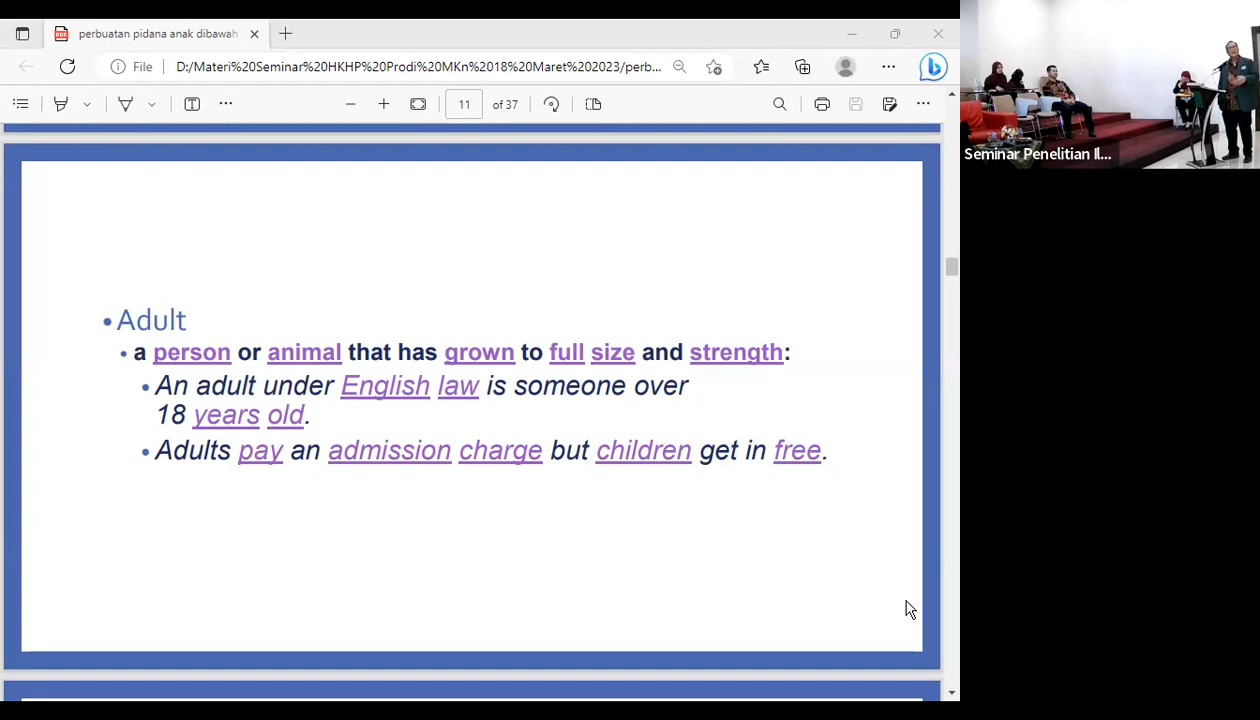 perbuatan pidana anak dibawah
File
D:/Materi%20Seminar%20HKHP%20Prodi%20MKn%2018%20Maret%202023/perb...
11 of 37
Seminar Penelitian Il...
• Adult
• a person or animal that has grown to full size and strength:
• An adult under English law is someone over
18 years old.
• Adults pay an admission charge but children get in free.